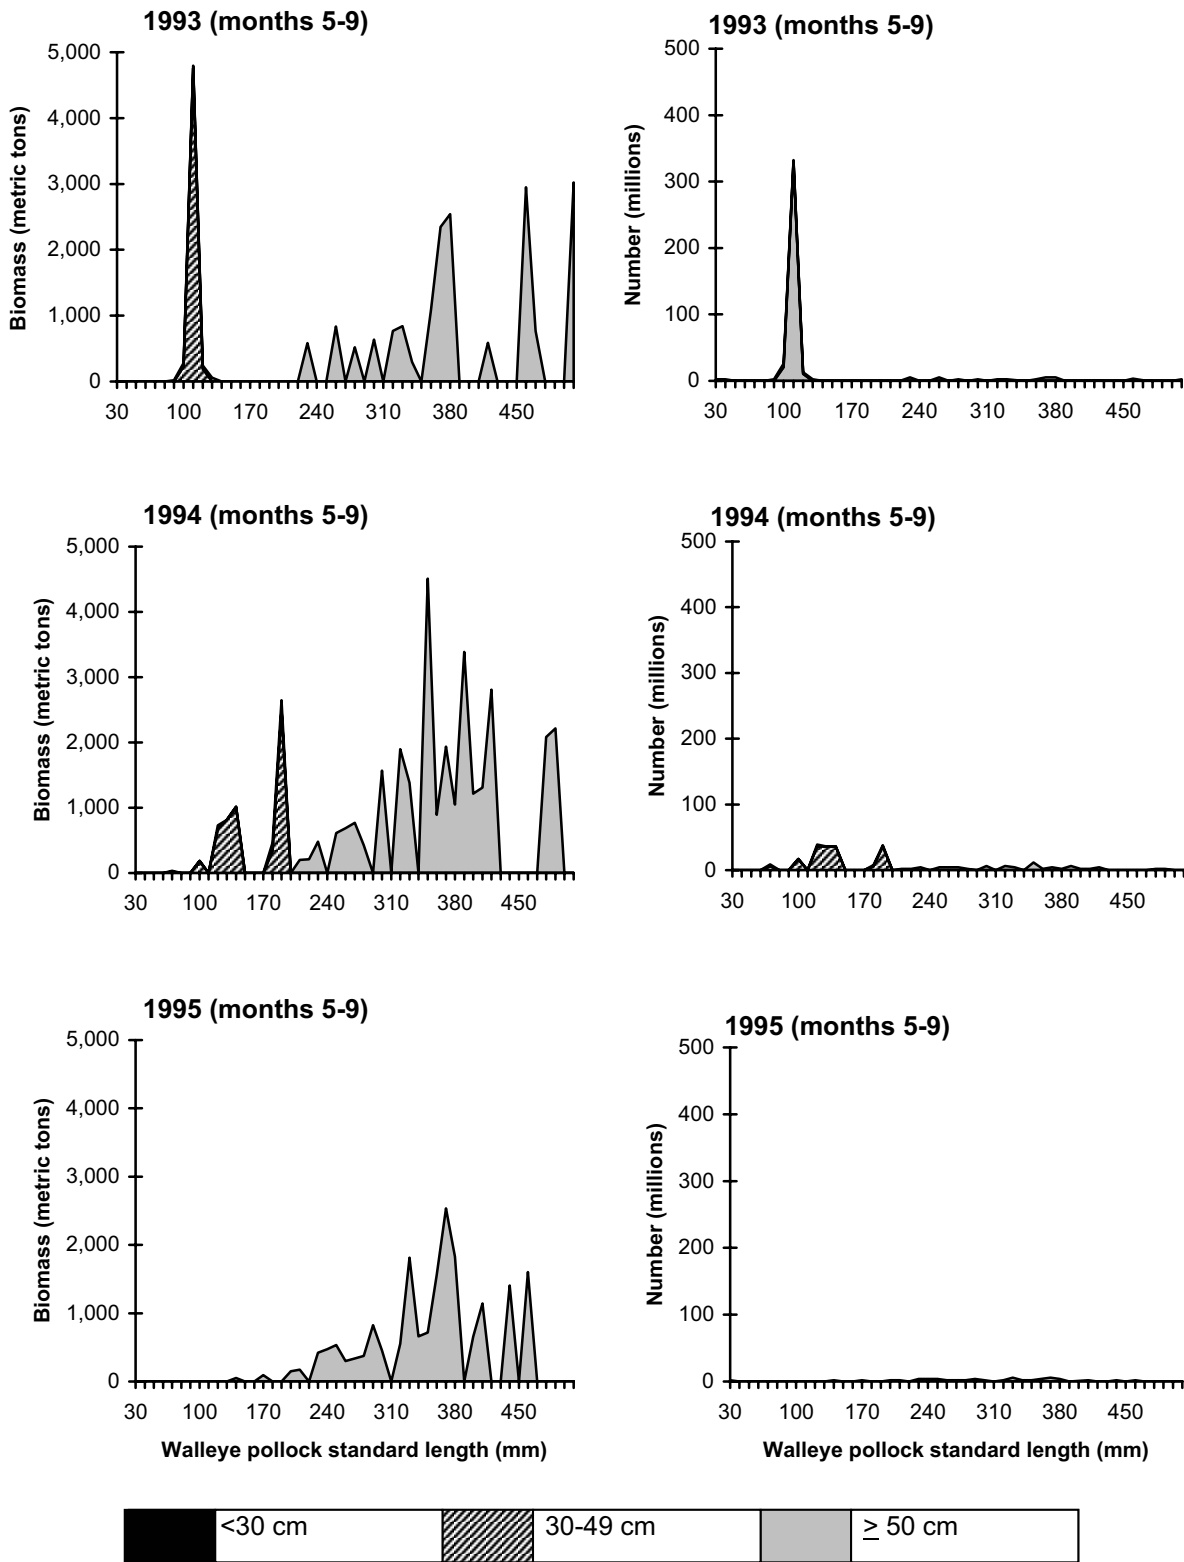 1993 (months 5-9)
5,000
4,000
3,000
2,000
1,000
0
Biomass (metric tons)
30 100 170 240 310 380 450
1993 (months 5-9)
500
400
300
200
100
0
Number (millions)
30 100 170 240 310 380 450
1994 (months 5-9)
5,000
4,000
3,000
2,000
1,000
0
Biomass (metric tons)
30 100 170 240 310 380 450
1994 (months 5-9)
500
400
300
200
100
0
Number (millions)
30 100 170 240 310 380 450
1995 (months 5-9)
5,000
4,000
3,000
2,000
1,000
0
Biomass (metric tons)
30 100 170 240 310 380 450
Walleye pollock standard length (mm)
1995 (months 5-9)
500
400
300
200
100
0
Number (millions)
30 100 170 240 310 380 450
Walleye pollock standard length (mm)
<30 cm 30-49 cm ≥ 50 cm